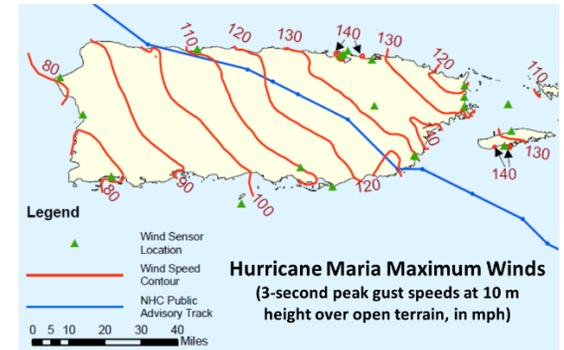 80
110
120
130
140
130
120
110
140
130
140
80
90
100
120
Legend
Wind Sensor
Location
Wind Speed
Contour
NHC Public
Advisory Track
0 5 10 20 30 40
Miles
Hurricane Maria Maximum Winds
(3-second peak gust speeds at 10 m
height over open terrain, in mph)